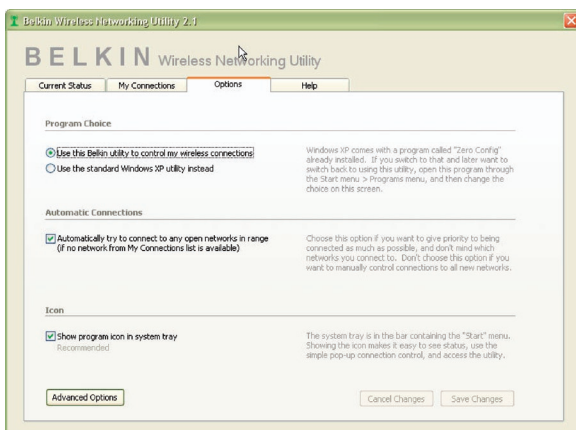 Belkin Wireless Networking Utility 2.1
BELKIN Wireless Networking Utility
Current Status
My Connections
Options
Help
Program Choice
Use this Belkin utility to control my wireless connections
Use the standard Windows XP utility instead
Windows XP comes with a program called "Zero Config"
already installed. If you switch to that and later want to
switch back to using this utility, open this program through
the Start menu > Programs menu, and then change the
choice on this screen.
Automatic Connections
Automatically try to connect to any open networks in range
(if no network from My Connections list is available)
Choose this option if you want to give priority to being
connected as much as possible, and don't mind which
networks you connect to. Don't choose this option if you
want to manually control connections to all new networks.
Icon
Show program icon in system tray
Recommended
The system tray is in the bar containing the "Start" menu.
Showing the icon makes it easy to see status, use the
simple pop-up connection control, and access the utility.
Advanced Options
Cancel Changes
Save Changes